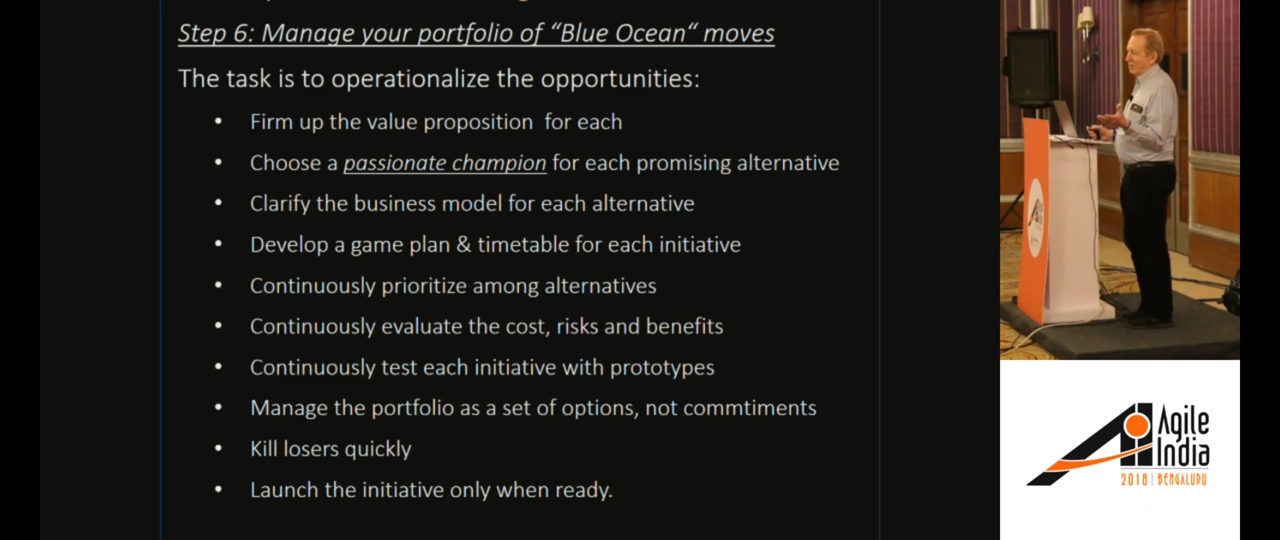 Step 6: Manage your portfolio of “Blue Ocean“ moves
The task is to operationalize the opportunities:
• Firm up the value proposition for each
• Choose a passionate champion for each promising alternative
• Clarify the business model for each alternative
• Develop a game plan & timetable for each initiative
• Continuously prioritize among alternatives
• Continuously evaluate the cost, risks and benefits
• Continuously test each initiative with prototypes
• Manage the portfolio as a set of options, not commtiments
• Kill losers quickly
• Launch the initiative only when ready.
Agile
India
2018 | BENGALURU